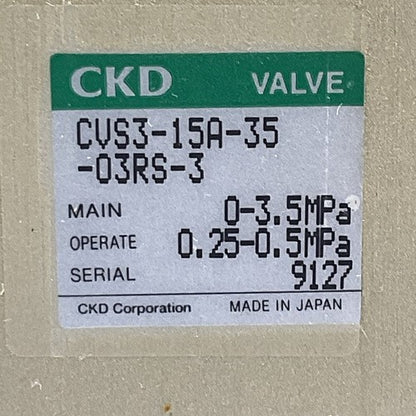 CKD VALVE
CVS3-15A-35
-03RS-3
MAIN 0-3.5MPa
OPERATE 0.25-0.5MPa
SERIAL 9127
CKD Corporation MADE IN JAPAN